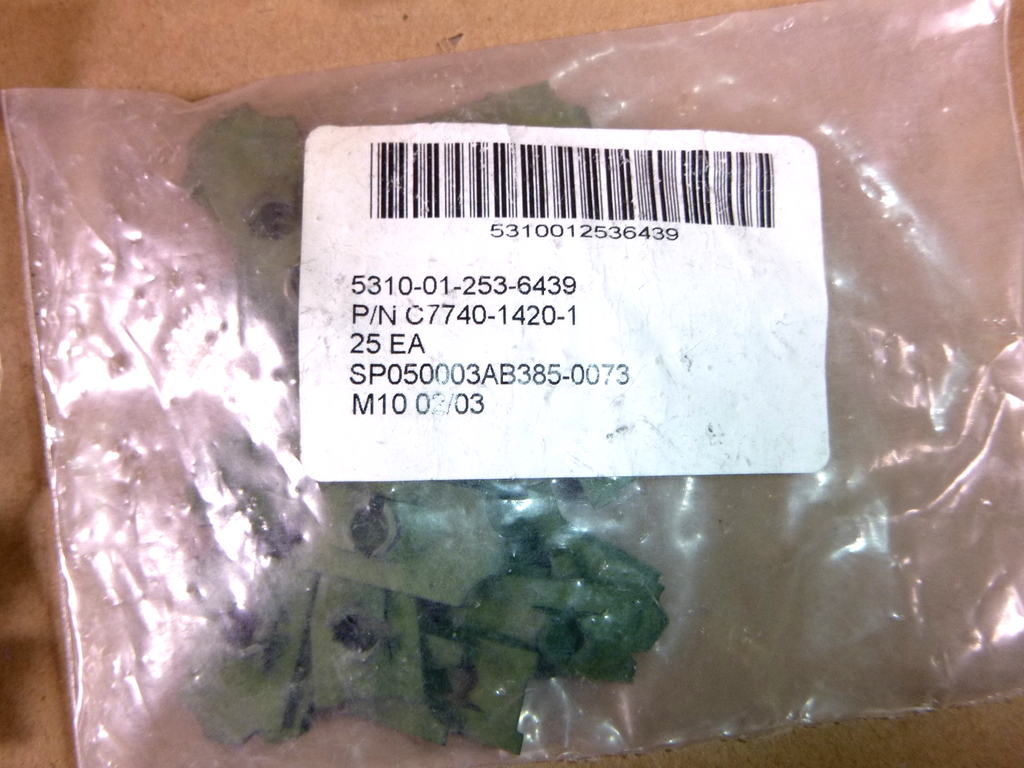 5310012536439
5310-01-253-6439
P/N C7740-1420-1
25 EA
SP050003AB385-0073
M10 02/03